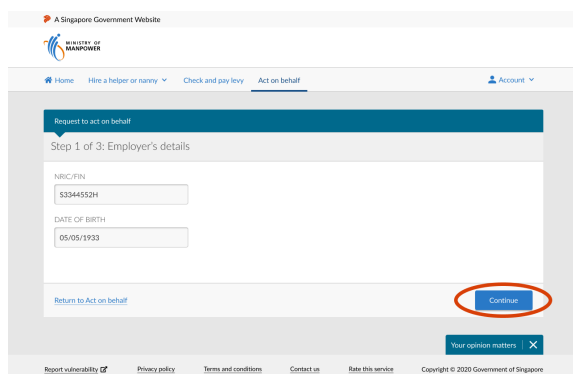 A Singapore Government Website
MINISTRY OF
MANPOWER
Home Hire a helper or nanny Check and pay levy Act on behalf Account
Request to act on behalf
Step 1 of 3: Employer's details
NRIC/FIN
S3344552H
DATE OF BIRTH
05/05/1933
Return to Act on behalf Continue
Your opinion matters
Report vulnerability Privacy policy Terms and conditions Contact us Rate this service Copyright © 2020 Government of Singapore